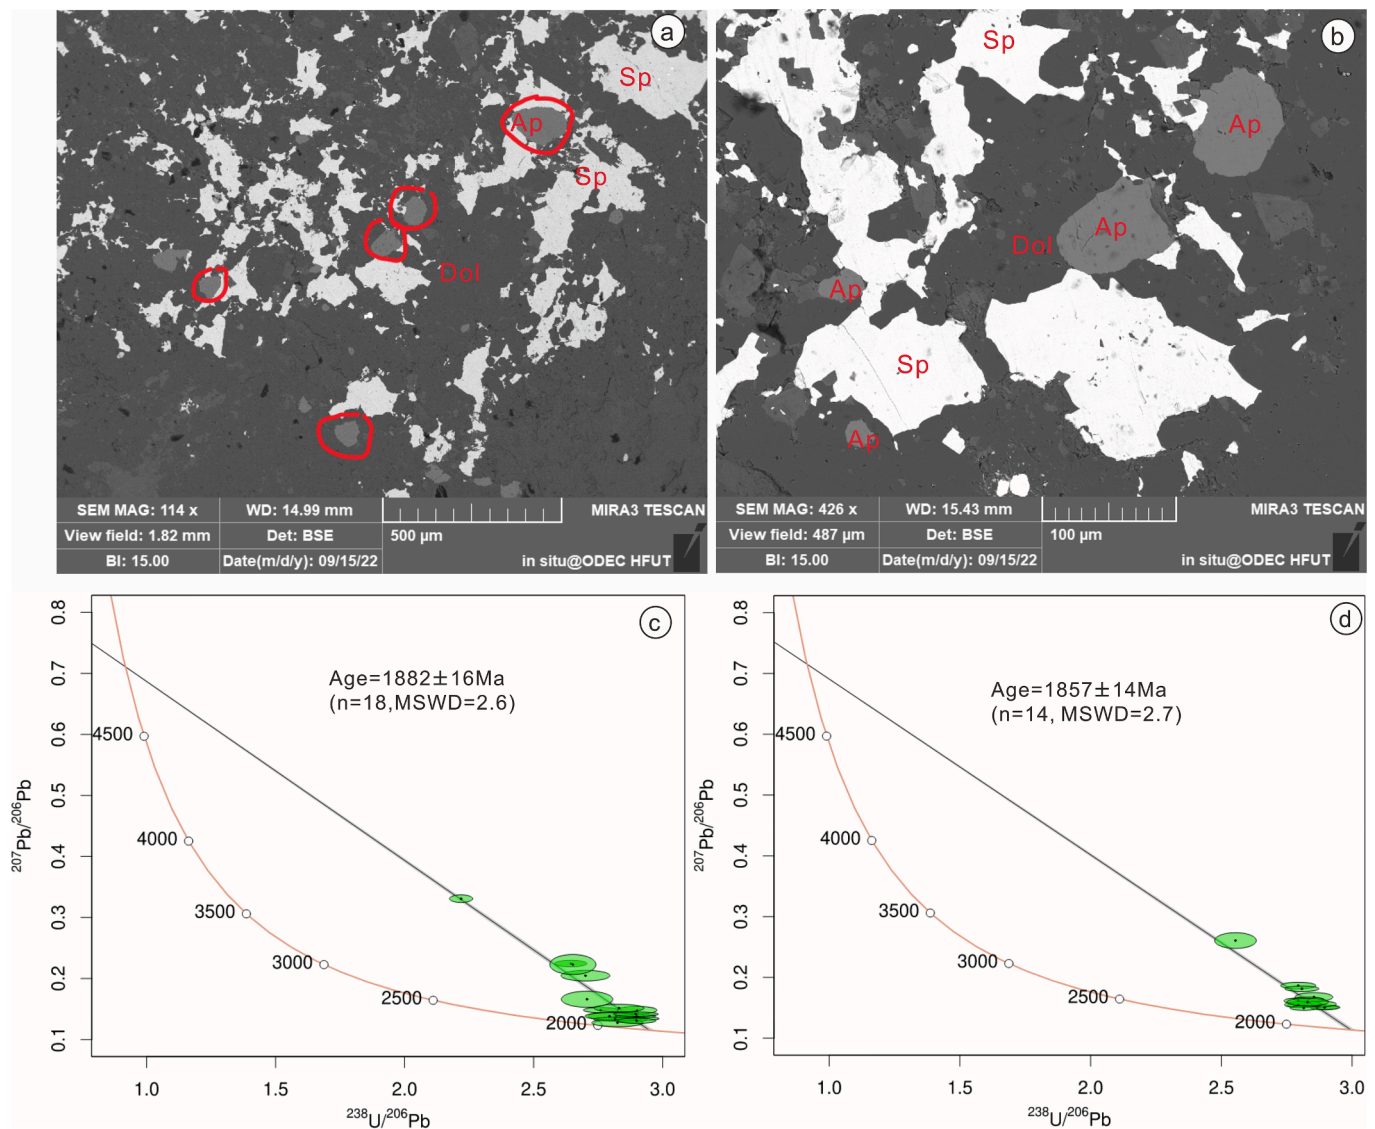 a
Sp
Ap
Sp
Dol
SEM MAG: 114 x
WD: 14.99 mm
MIRA3 TESCAN
View field: 1.82 mm
Det: BSE
500 µm
BI: 15.00
Date(m/d/y): 09/15/22
in situ@ODEC HFUT
b
Sp
Ap
Ap
Dol
Ap
Sp
Ap
SEM MAG: 426 x
WD: 15.43 mm
MIRA3 TESCAN
View field: 487 µm
Det: BSE
100 µm
BI: 15.00
Date(m/d/y): 09/15/22
in situ@ODEC HFUT
c
Age=1882±16Ma
(n=18,MSWD=2.6)
0.8
0.7
0.6
0.5
0.4
0.3
0.2
0.1
4500
4000
3500
3000
2500
2000
207Pb/206Pb
1.0
1.5
2.0
2.5
3.0
238U/206Pb
d
Age=1857±14Ma
(n=14, MSWD=2.7)
0.8
0.7
0.6
0.5
0.4
0.3
0.2
0.1
4500
4000
3500
3000
2500
2000
207Pb/206Pb
1.0
1.5
2.0
2.5
3.0
238U/206Pb